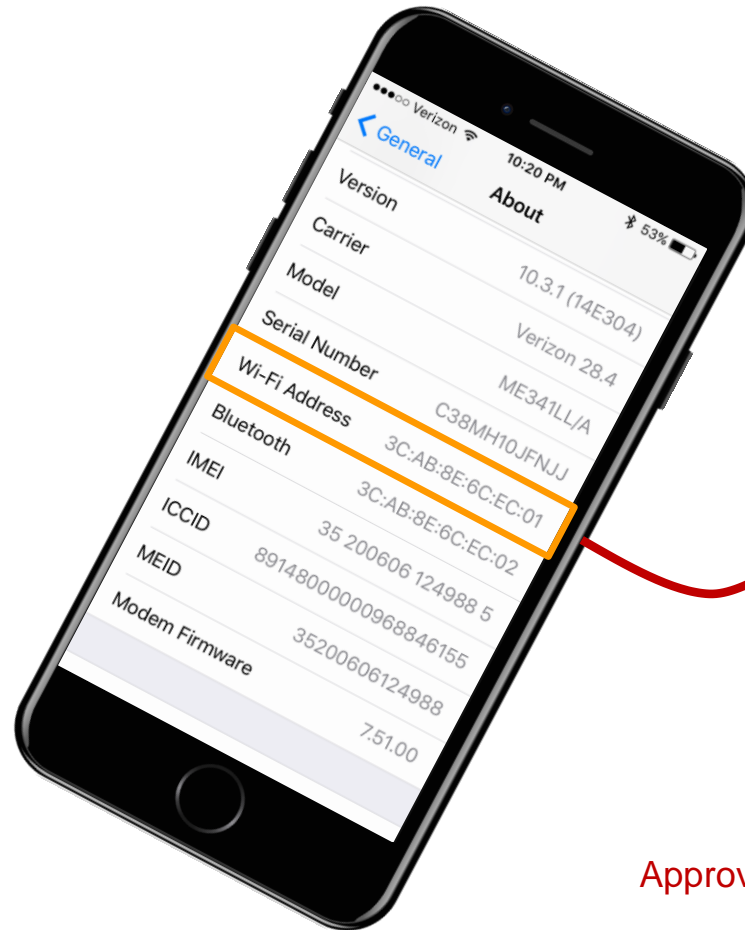 Verizon 10:20 PM 53%
General About
Version 10.3.1 (14E304)
Carrier Verizon 28.4
Model ME341LL/A
Serial Number C38MH10JFNJJ
Wi-Fi Address 3C:AB:8E:6C:EC:01
Bluetooth 3C:AB:8E:6C:EC:02
IMEI 35 200606 124988 5
ICCID 89148000000968846155
MEID 35200606124988
Modem Firmware 7.51.00
Approv